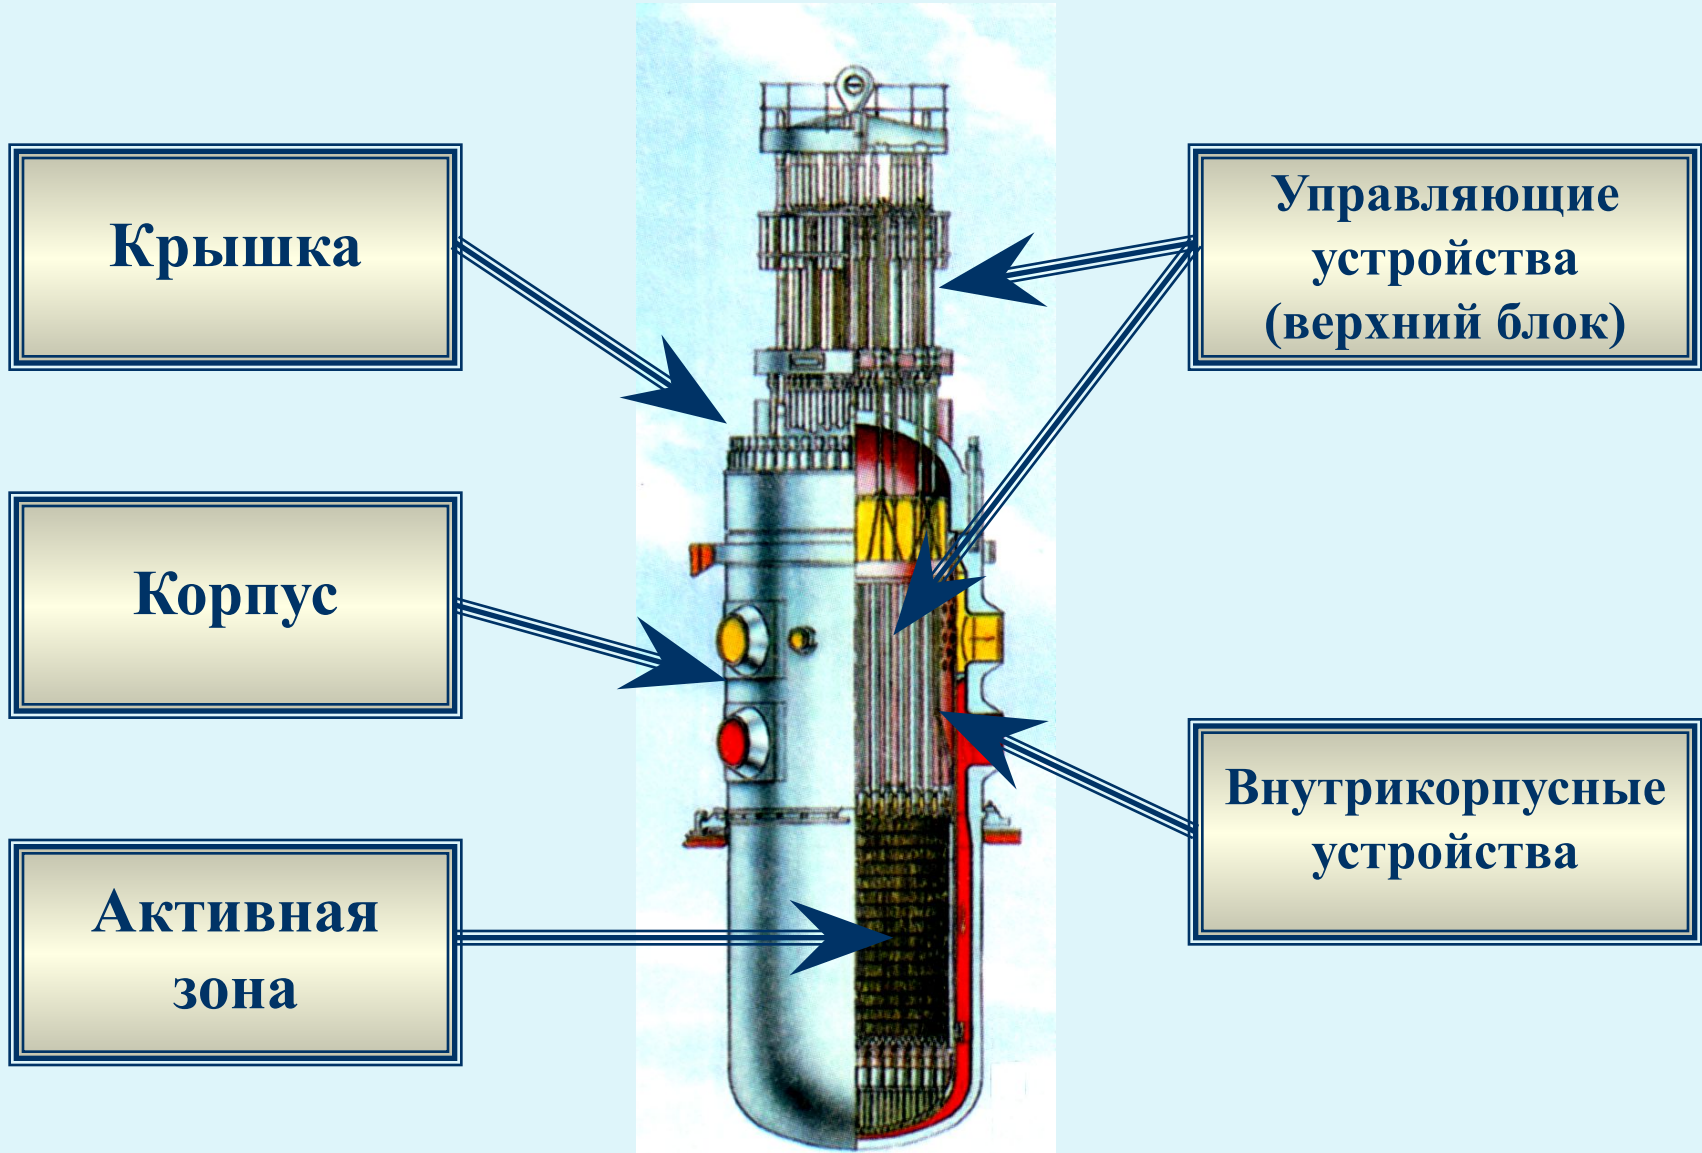 Крышка
Корпус
Активная
зона
Управляющие
устройства
(верхний блок)
Внутрикорпусные
устройства